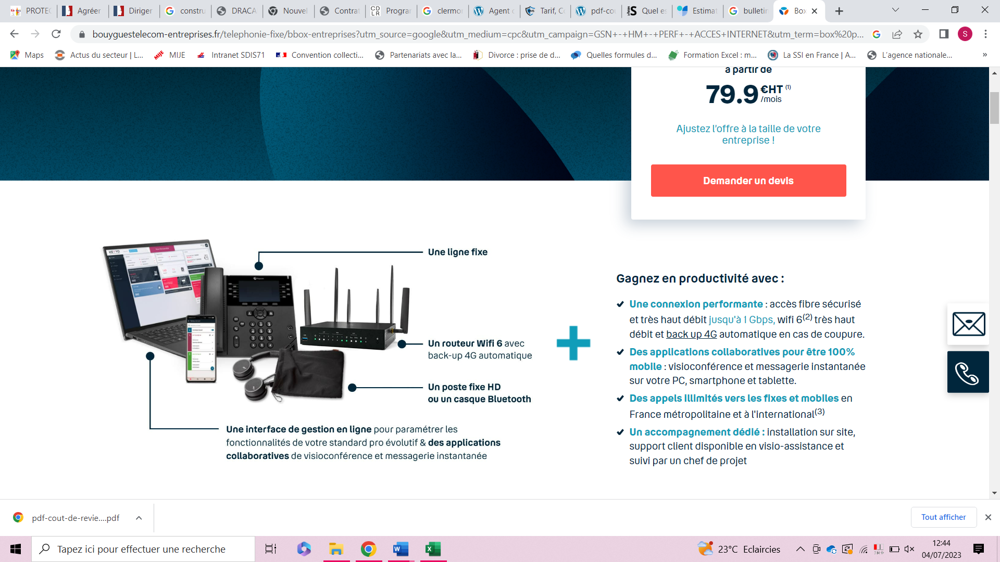 PROTEC
Agréer
Diriger
constru
DRACA
Nouvel
Contrat
Program
clermo
Agent c
Tarif, Co
pdf-cou
Quel es
Estimat
bulletin
Box
bouyguestelecom-entreprises.fr/telephonie-fixe/bbox-entreprises?utm_source=google&utm_medium=cpc&utm_campaign=GSN+-+HM+-+PERF+-+ACCES+INTERNET&utm_term=box%20p...
S
Maps
Actus du secteur | L...
MIJE
Intranet SDIS71
Convention collecti...
Partenariats avec la...
Divorce : prise de d...
Quelles formules d...
Formation Excel : m...
La SSI en France | A...
L'agence nationale...
»
à partir de
79.9 €HT (1)
/mois
Ajustez l'offre à la taille de votre
entreprise !
Demander un devis
Une ligne fixe
Un routeur Wifi 6 avec
back-up 4G automatique
Un poste fixe HD
ou un casque Bluetooth
Une interface de gestion en ligne pour paramétrer les
fonctionnalités de votre standard pro évolutif & des applications
collaboratives de visioconférence et messagerie instantanée
Gagnez en productivité avec :
Une connexion performante : accès fibre sécurisé
et très haut débit jusqu'à 1 Gbps, wifi 6(2) très haut
débit et back up 4G automatique en cas de coupure.
Des applications collaboratives pour être 100%
mobile : visioconférence et messagerie instantanée
sur votre PC, smartphone et tablette.
Des appels illimités vers les fixes et mobiles en
France métropolitaine et à l'international(3)
Un accompagnement dédié : installation sur site,
support client disponible en visio-assistance et
suivi par un chef de projet
pdf-cout-de-revie....pdf
Tout afficher
Tapez ici pour effectuer une recherche
23°C Eclaircies
12:44
04/07/2023